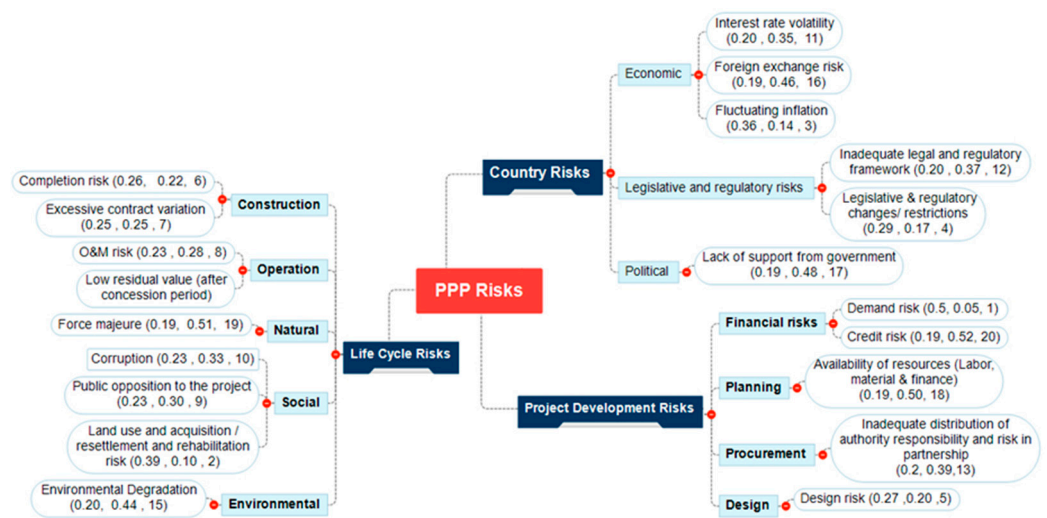 PPP Risks
Country Risks
Economic
Interest rate volatility
(0.20 , 0.35,  11)
Foreign exchange risk
(0.19, 0.46,  16)
Fluctuating inflation
(0.36 , 0.14 , 3)
Legislative and regulatory risks
Inadequate legal and regulatory
framework (0.20 , 0.37 , 12)
Legislative & regulatory
changes/ restrictions
(0.29 , 0.17 , 4)
Political
Lack of support from government
(0.19 , 0.48 , 17)
Project Development Risks
Financial risks
Demand risk (0.5, 0.05, 1)
Credit risk (0.19, 0.52, 20)
Planning
Availability of resources (Labor,
material & finance)
(0.19, 0.50, 18)
Procurement
Inadequate distribution of
authority responsibility and risk in
partnership
(0.2, 0.39,13)
Design
Design risk (0.27 ,0.20 ,5)
Life Cycle Risks
Construction
Completion risk (0.26,  0.22,  6)
Excessive contract variation
(0.25 , 0.25 , 7)
Operation
O&M risk (0.23 , 0.28 , 8)
Low residual value (after
concession period)
Natural
Force majeure (0.19,  0.51,  19)
Social
Corruption (0.23 , 0.33 , 10)
Public opposition to the project
(0.23 , 0.30 , 9)
Land use and acquisition /
resettlement and rehabilitation
risk (0.39 , 0.10 , 2)
Environmental
Environmental Degradation
(0.20,  0.44 , 15)